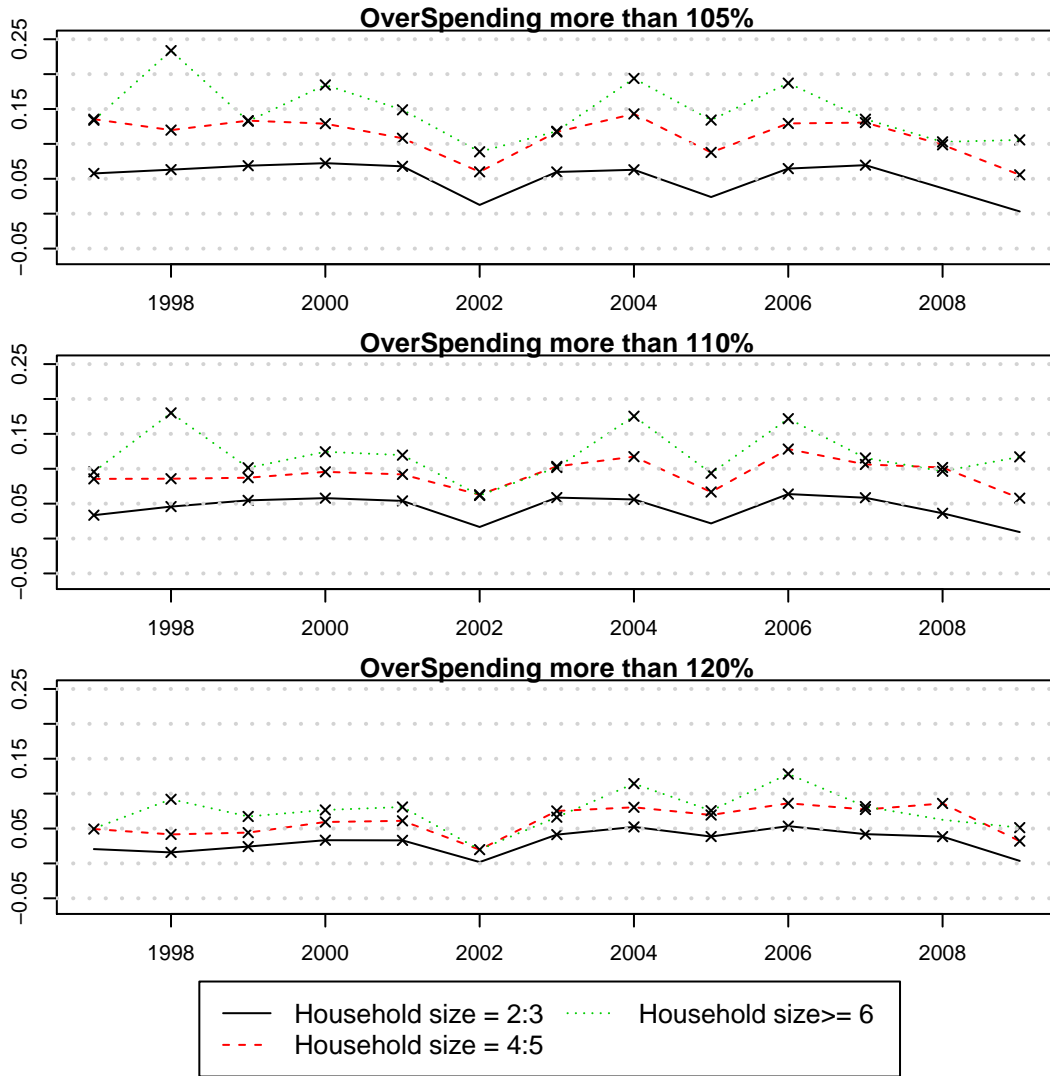 OverSpending more than 105%
0.25
0.15
0.05
−0.05
1998 2000 2002 2004 2006 2008
OverSpending more than 110%
0.25
0.15
0.05
−0.05
1998 2000 2002 2004 2006 2008
OverSpending more than 120%
0.25
0.15
0.05
−0.05
1998 2000 2002 2004 2006 2008
Household size = 2:3 Household size>= 6
Household size = 4:5